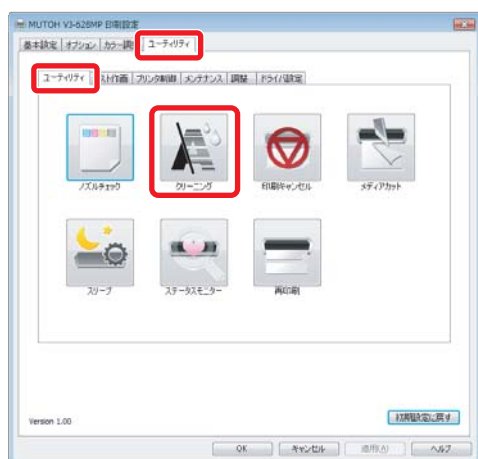 MUTOH VJ-628MP 印刷設定
基本設定 オプション カラー調 ユーティリティ
ユーティリティ スト作画 プリンタ制御 メンテナンス 調整 ドライバ設定
ノズルチェック クリーニング 印刷キャンセル メディアカット
スリープ ステータスモニター 再印刷
Version 1.00 初期設定に戻す
OK キャンセル 適用(A) ヘルプ